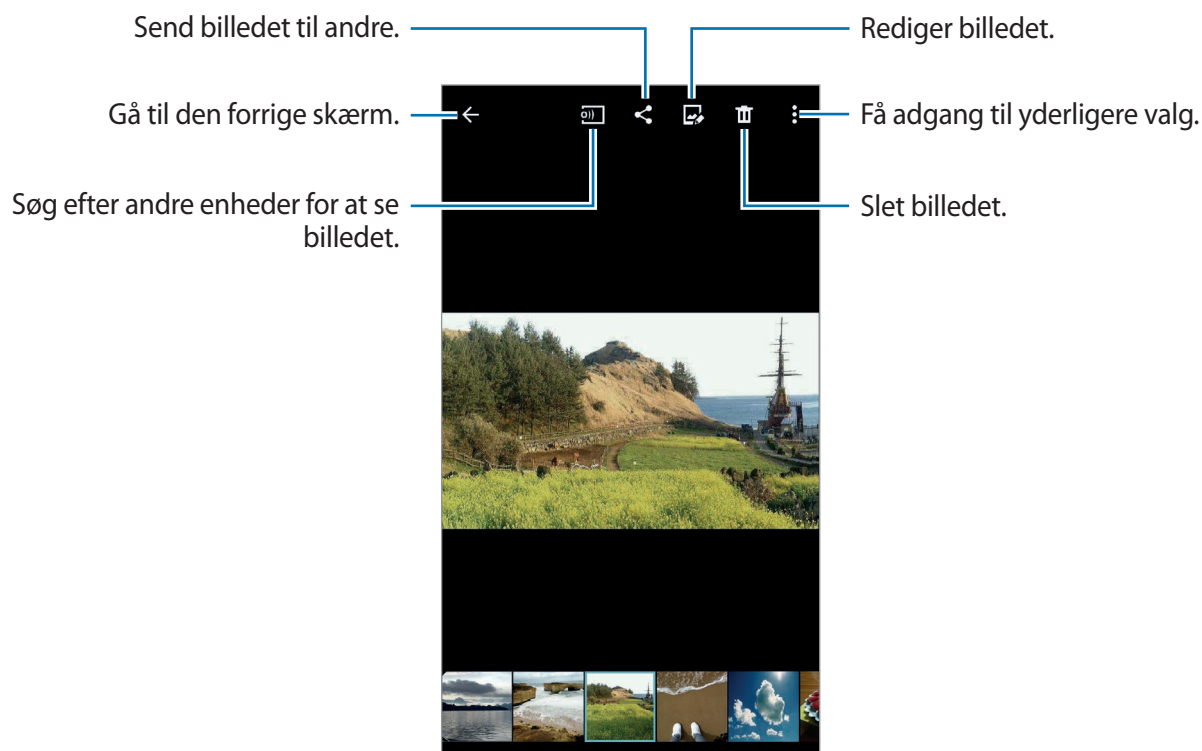 Send billedet til andre.
Rediger billedet.
Gå til den forrige skærm.
Få adgang til yderligere valg.
Søg efter andre enheder for at se
billedet.
Slet billedet.